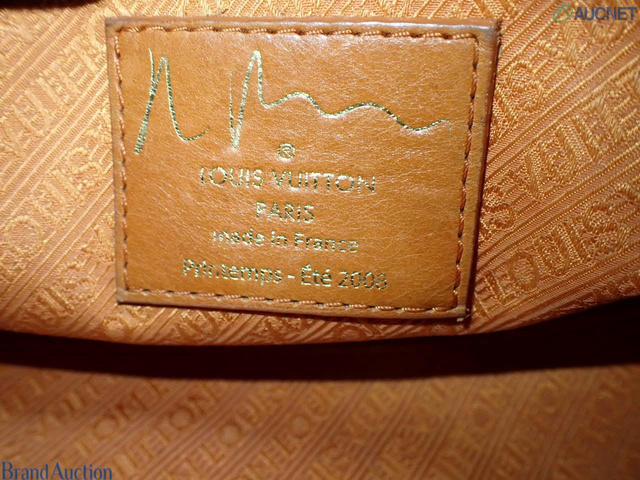 AUCNET
®
LOUIS VUITTON
PARIS
made in France
Printemps - Été 2008
Brand Auction